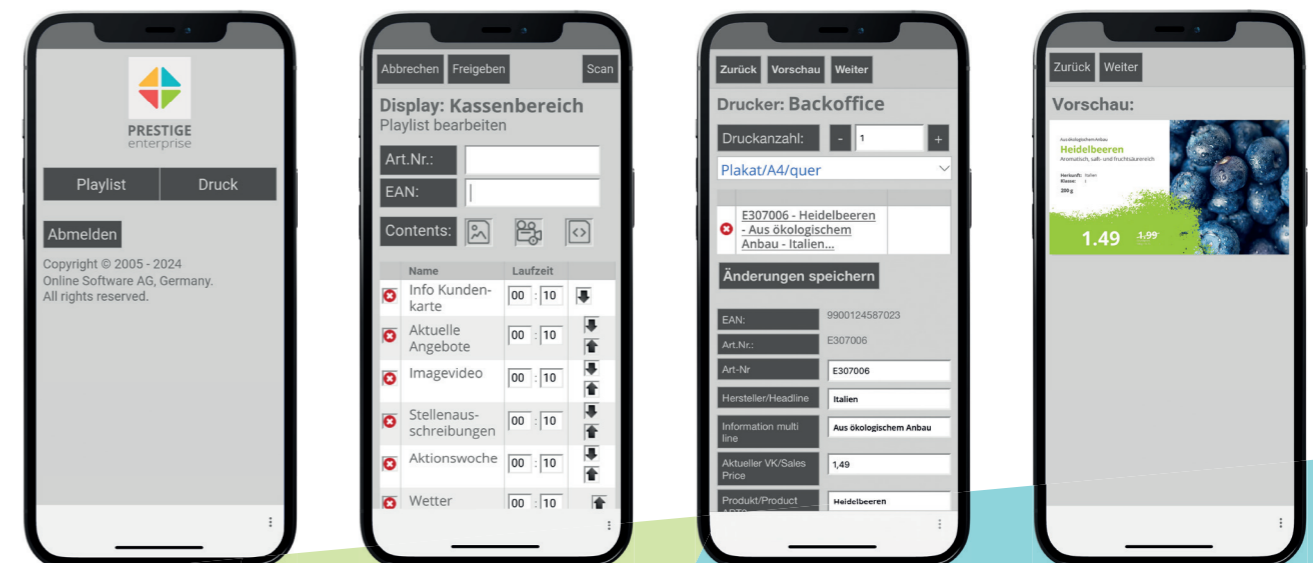 PRESTIGE
enterprise
Playlist Druck
Abmelden
Copyright © 2005 - 2024
Online Software AG, Germany.
All rights reserved.
Abbrechen Freigeben Scan
Display: Kassenbereich
Playlist bearbeiten
Art.Nr.:
EAN:
Contents:
Name Laufzeit
Info Kunden-
karte
00 : 10
Aktuelle
Angebote
00 : 10
Imagevideo 00 : 10
Stellenaus-
schreibungen
00 : 10
Aktionswoche 00 : 10
Wetter 00 : 10
Zurück Vorschau Weiter
Drucker: Backoffice
Druckanzahl: - 1 +
Plakat/A4/quer
E307006 - Heidelbeeren
- Aus ökologischem
Anbau - Italien...
Änderungen speichern
EAN: 9900124587023
Art.Nr.: E307006
Art-Nr E307006
Hersteller/Headline Italien
Information multi
line
Aus ökologischem Anbau
Aktueller VK/Sales
Price
1,49
Produkt/Product
Heidelbeeren
Zurück Weiter
Vorschau:
Aus ökologischem Anbau
Heidelbeeren
Aromatisch, saft- und fruchtsäurereich
Herkunft: Italien
Klasse: I
200 g
1.49 1,99